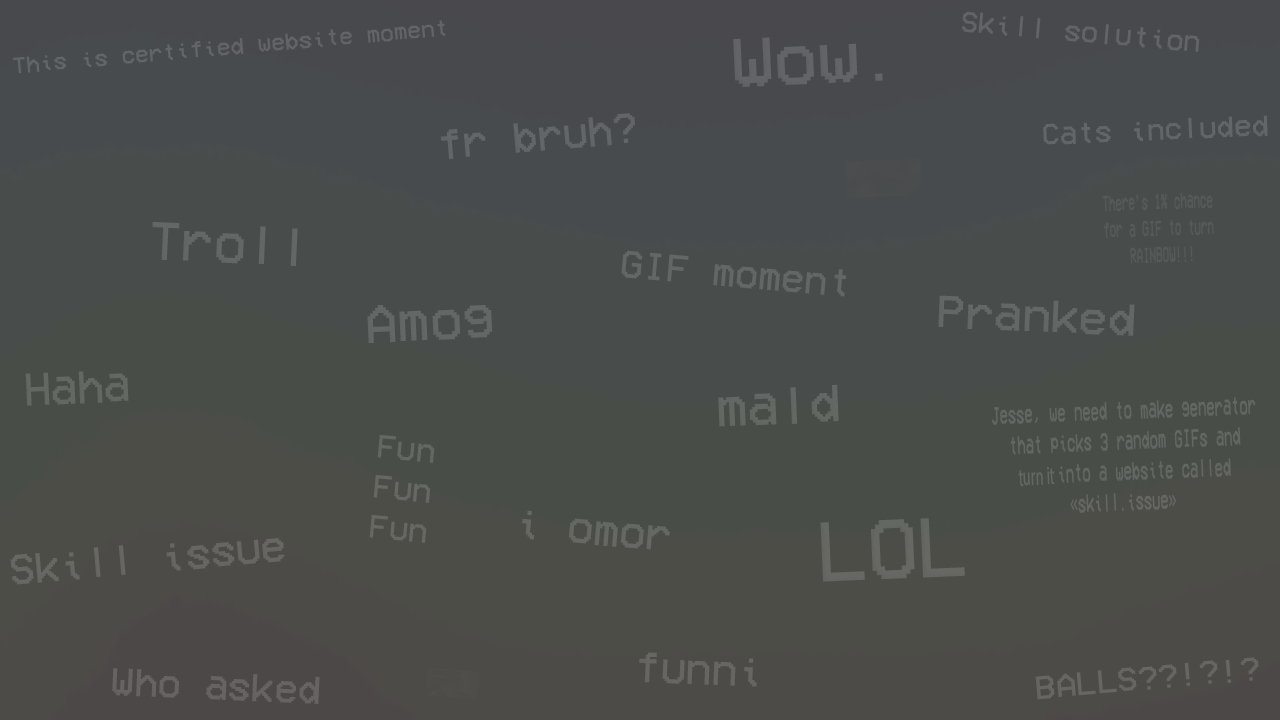 This is certified website moment
Wow.
Skill solution
fr bruh?
Cats included
There's 1% chance
for a GIF to turn
RAINBOW!!!
Troll
GIF moment
Amog
Pranked
Haha
mald
Jesse, we need to make generator
that picks 3 random GIFs and
turn it into a website called
«skill.issue»
Fun
Fun
Fun
i omor
LOL
Skill issue
Who asked
funni
BALLS??!?!?